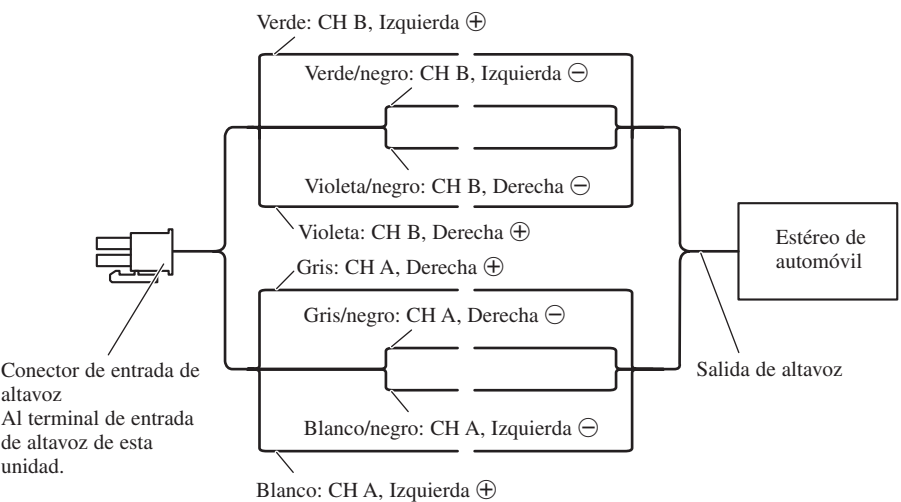 Verde: CH B, Izquierda ⊕
Verde/negro: CH B, Izquierda ⊖
Violeta/negro: CH B, Derecha ⊖
Violeta: CH B, Derecha ⊕
Gris: CH A, Derecha ⊕
Gris/negro: CH A, Derecha ⊖
Blanco/negro: CH A, Izquierda ⊖
Blanco: CH A, Izquierda ⊕
Conector de entrada de
altavoz
Al terminal de entrada
de altavoz de esta
unidad.
Estéreo de
automóvil
Salida de altavoz